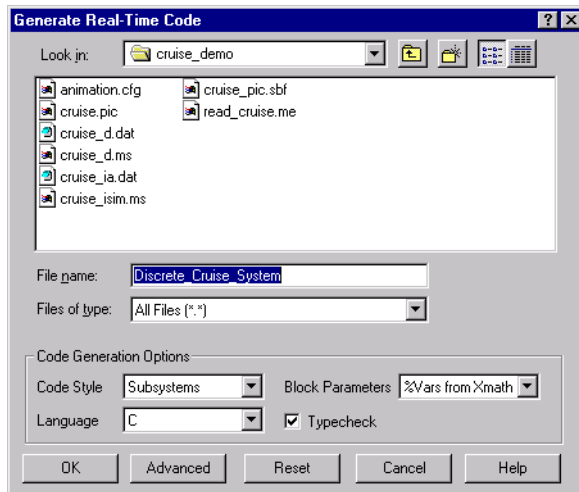 Generate Real-Time Code
Look in: cruise_demo
animation.cfg cruise_pic.sbf
cruise.pic read_cruise.me
cruise_d.dat
cruise_d.ms
cruise_ia.dat
cruise_isim.ms
File name: Discrete_Cruise_System
Files of type: All Files (*.*)
Code Generation Options
Code Style Subsystems Block Parameters %Vars from Xmath
Language C Typecheck
OK Advanced Reset Cancel Help